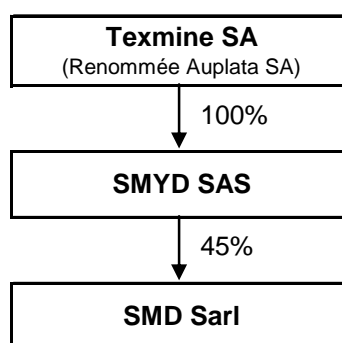 Texmine SA
(Renommée Auplata SA)
100%
SMYD SAS
45%
SMD Sarl